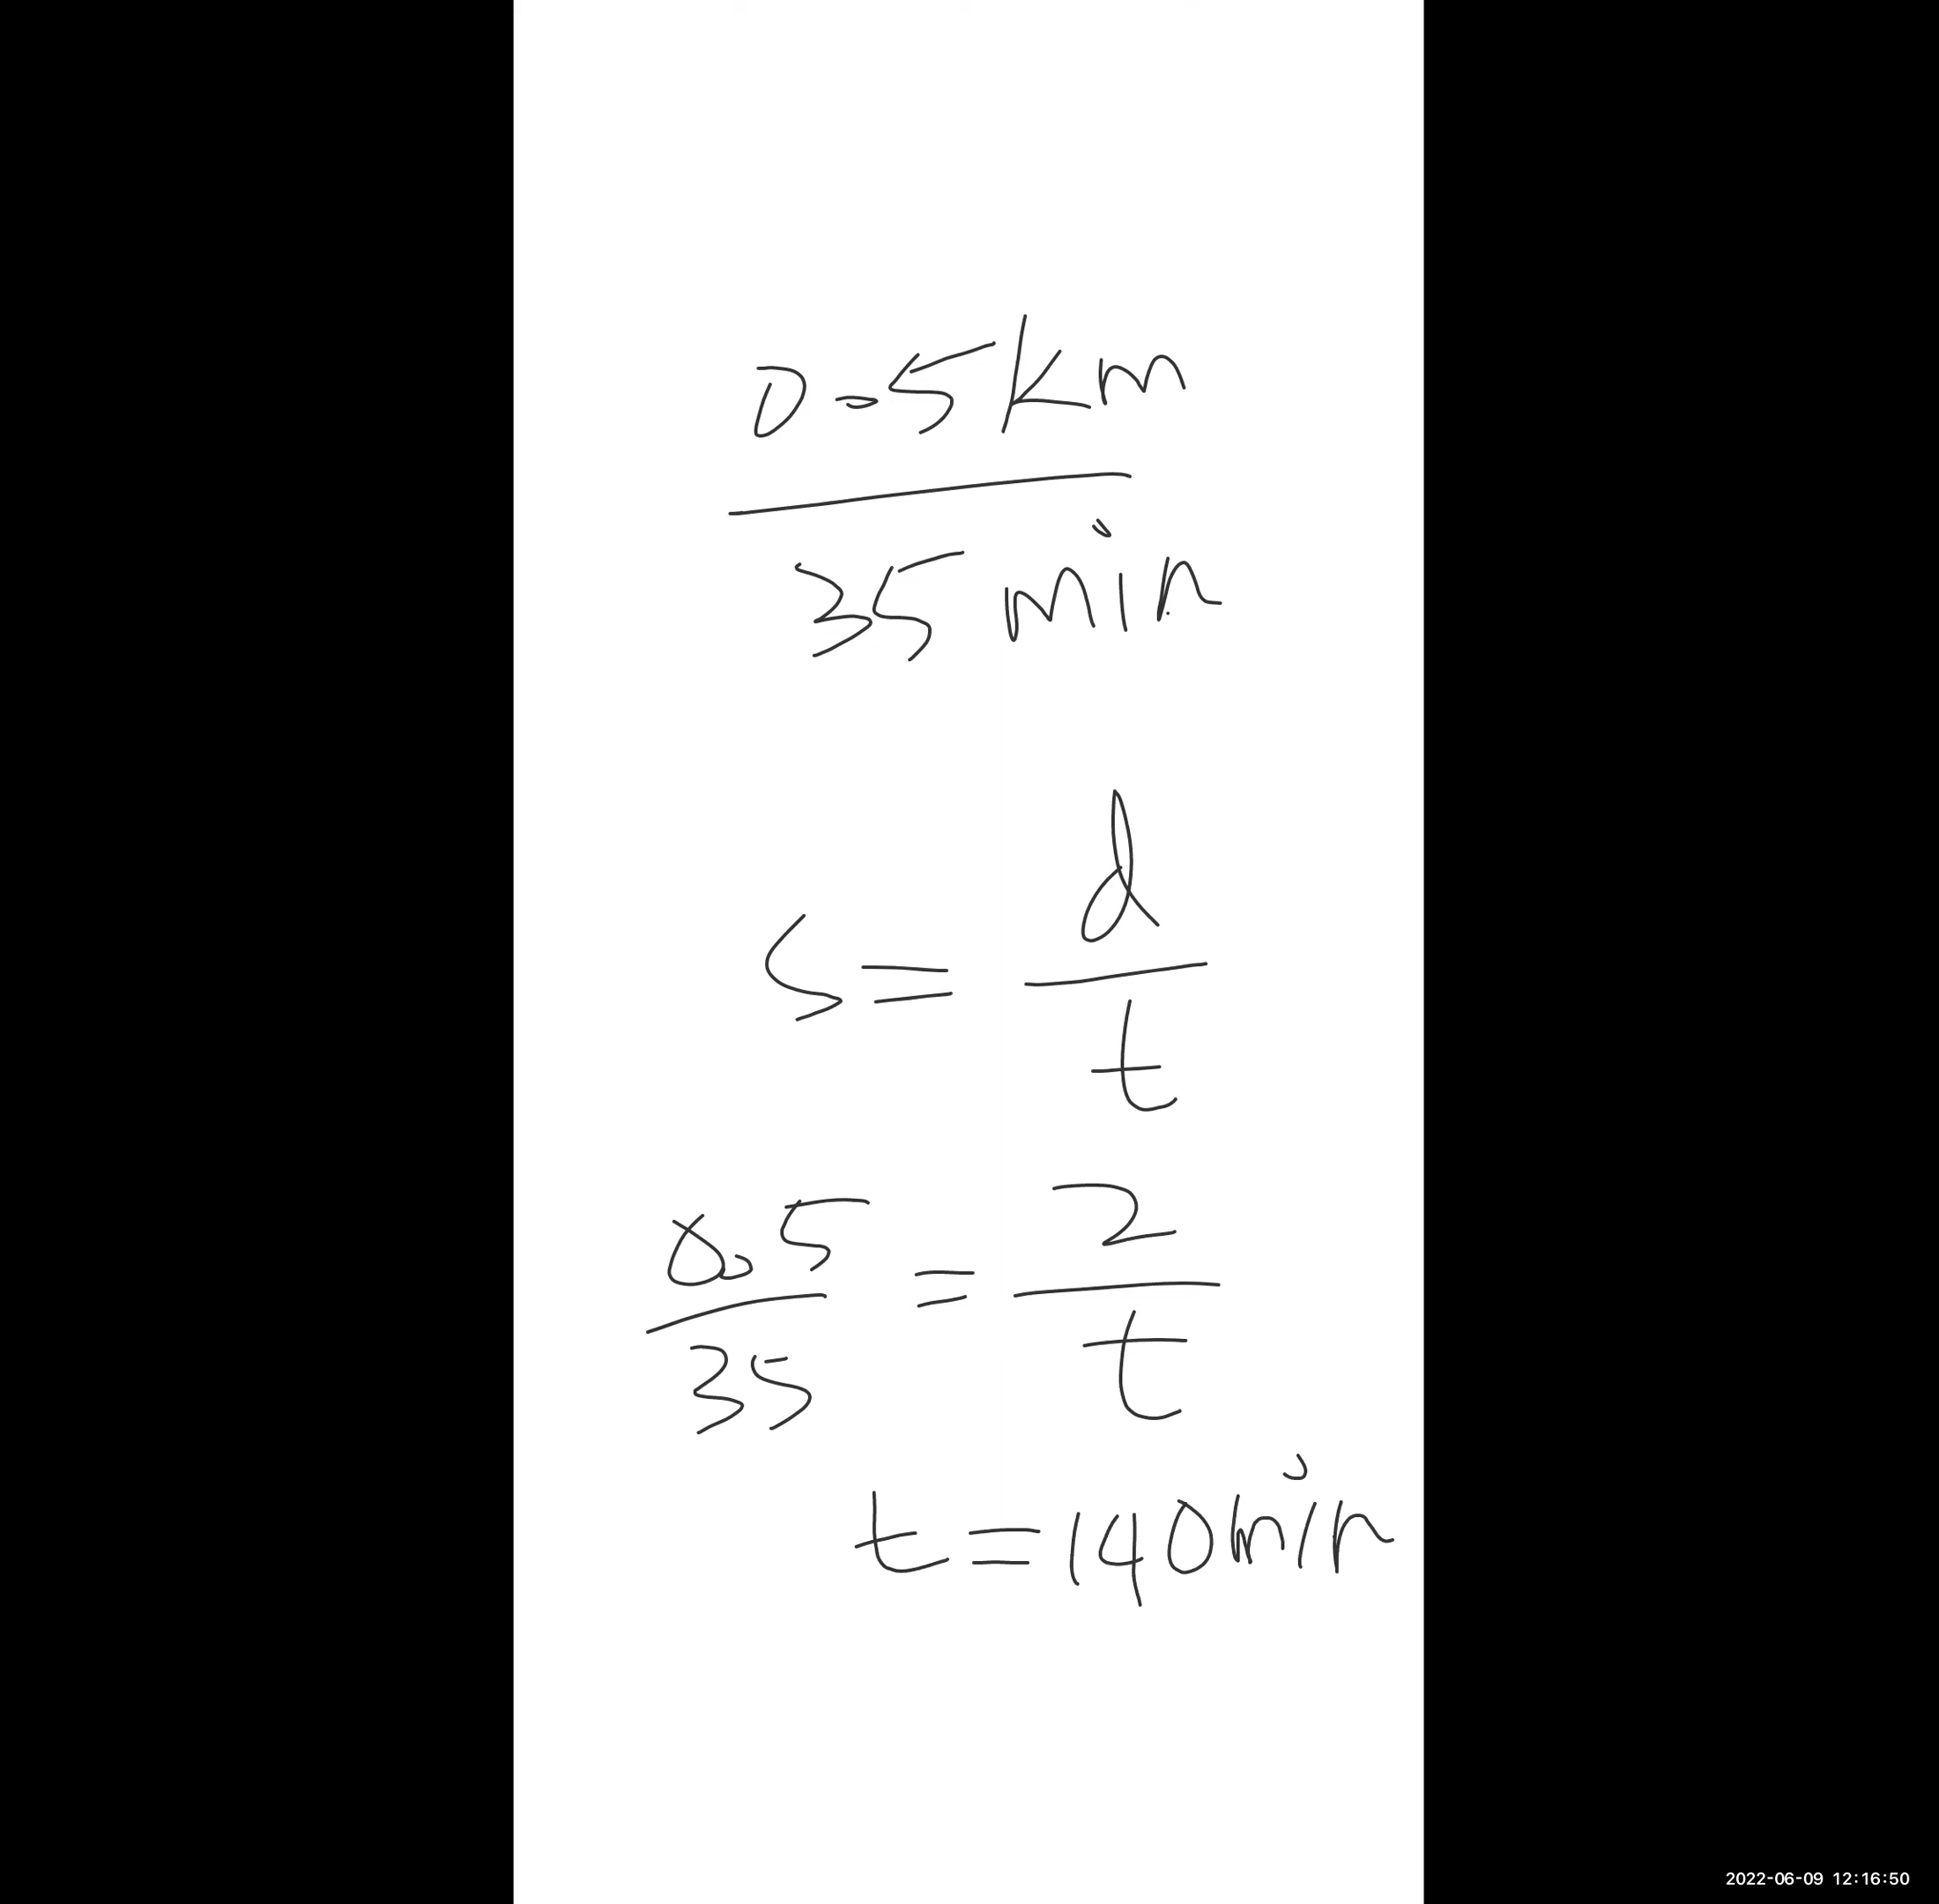 0.5km
35 min
s = d
t
0.5 = 2
35 t
t = 140min
2022-06-09 12:16:50